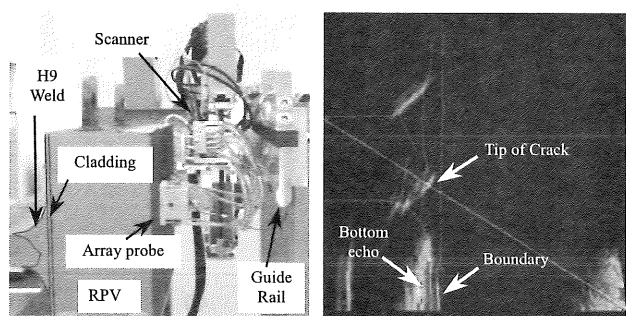 Scanner
H9
Weld
Cladding
Array probe
RPV
Guide
Rail
Tip of Crack
Bottom
echo
Boundary